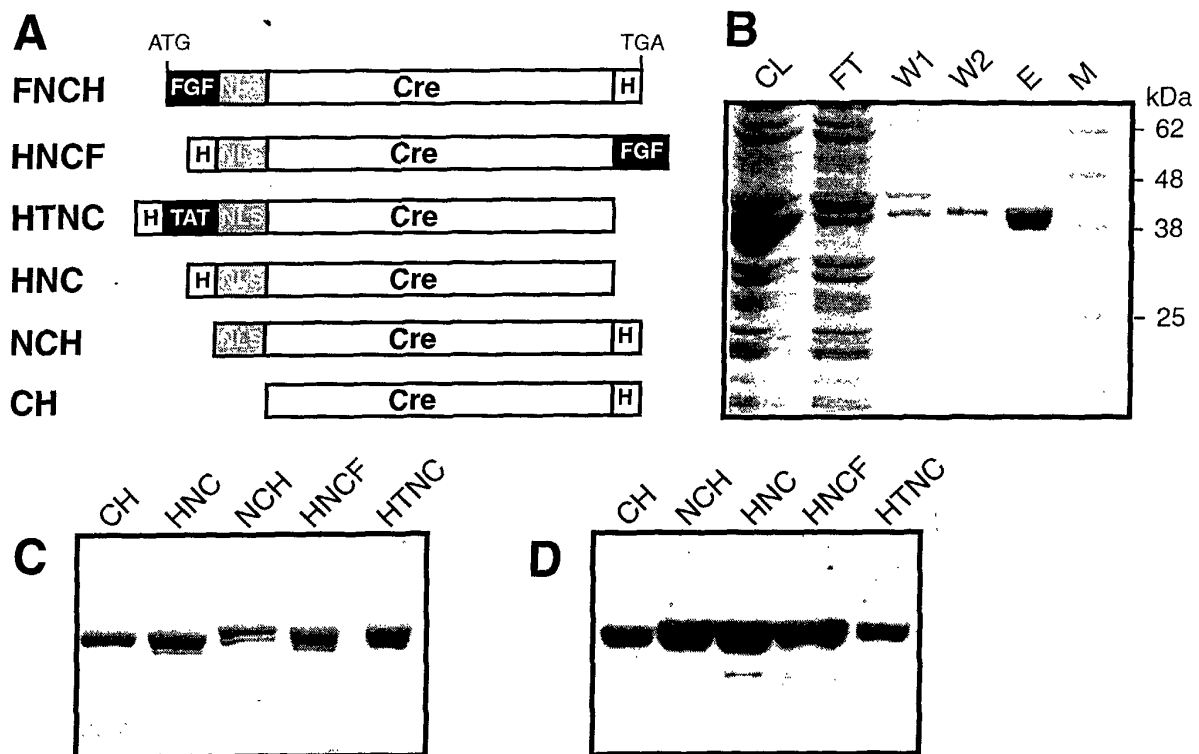 A
ATG TGA
FNCH FGF NLS Cre H
HNCF H NLS Cre FGF
HTNC H TAT NLS Cre
HNC H NLS Cre
NCH NLS Cre H
CH Cre H
B
CL FT W1 W2 E M
kDa
62
48
38
25
C
CH HNC NCH HNCF HTNC
D
CH NCH HNC HNCF HTNC